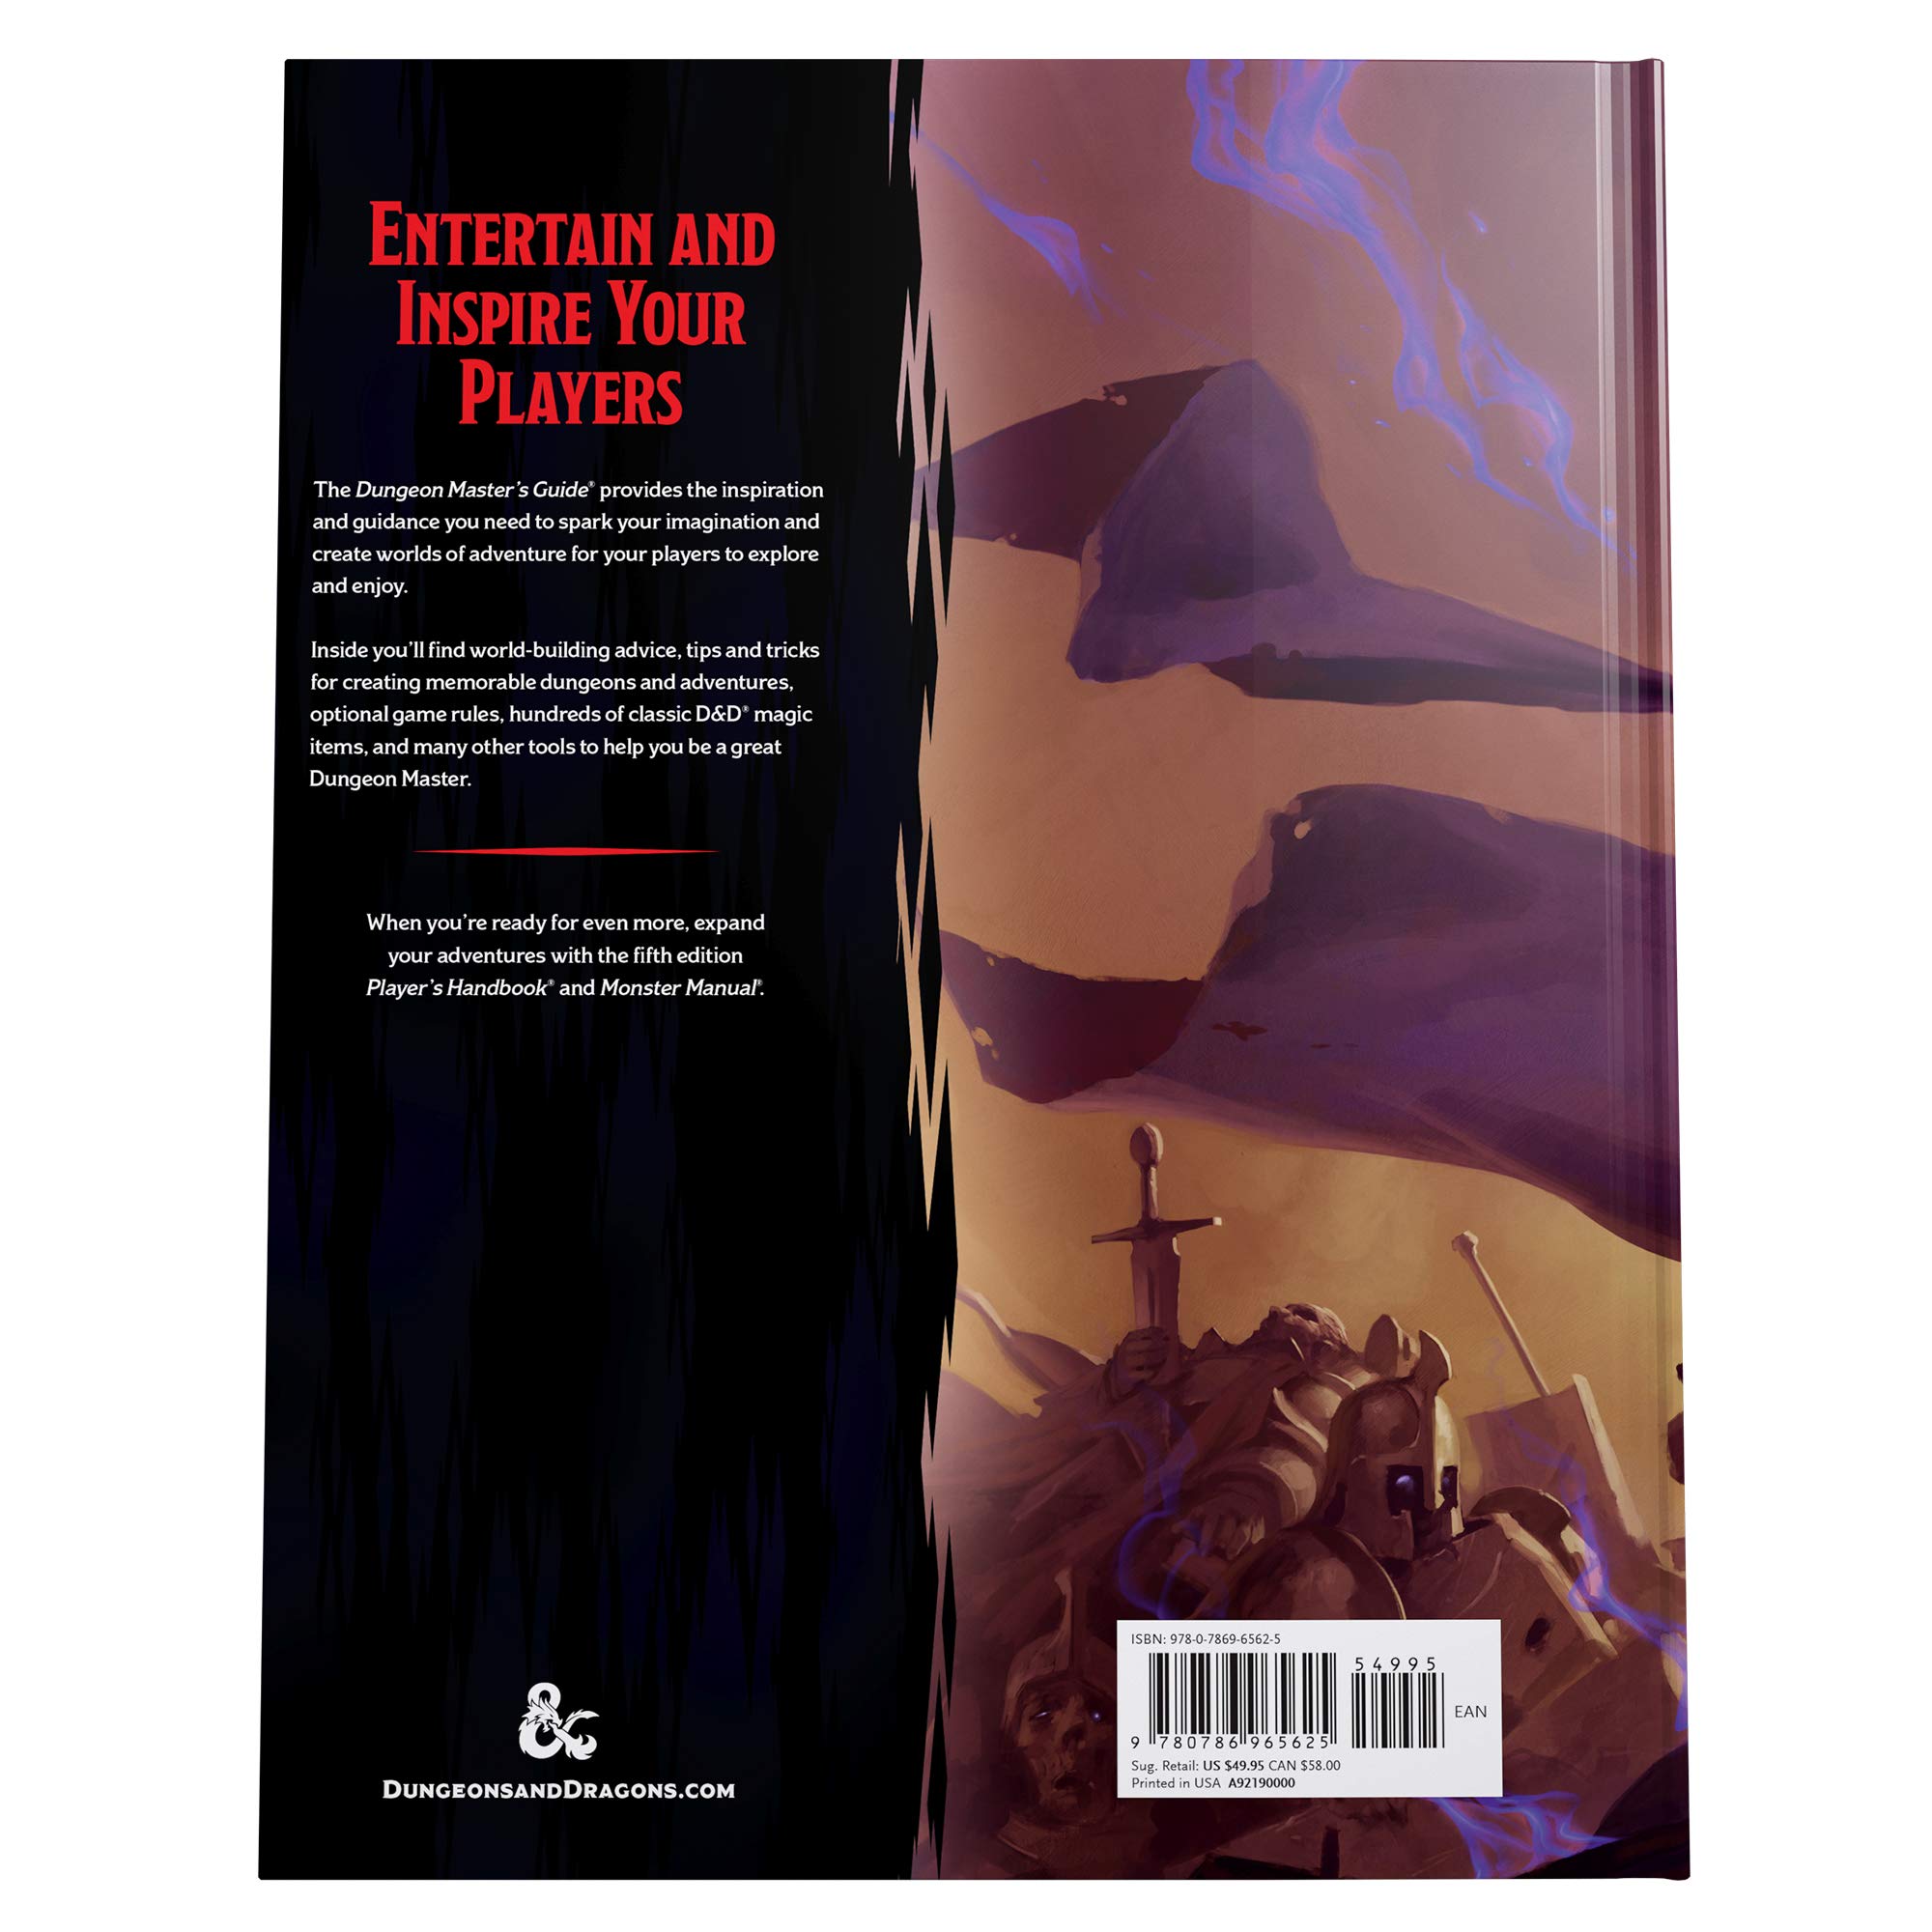 Entertain and
Inspire Your
Players
The Dungeon Master's Guide® provides the inspiration
and guidance you need to spark your imagination and
create worlds of adventure for your players to explore
and enjoy.
Inside you'll find world-building advice, tips and tricks
for creating memorable dungeons and adventures,
optional game rules, hundreds of classic D&D® magic
items, and many other tools to help you be a great
Dungeon Master.
When you're ready for even more, expand
your adventures with the fifth edition
Player's Handbook® and Monster Manual®.
DungeonsandDragons.com
ISBN: 978-0-7869-6562-5
54995
EAN
9 780786 965625
Sug. Retail: US $49.95 CAN $58.00
Printed in USA A92190000